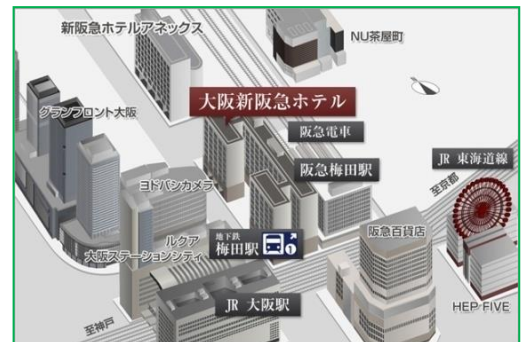 新阪急ホテルアネックス
NU茶屋町
大阪新阪急ホテル
グランフロント大阪
阪急電車
ヨドバシカメラ
阪急梅田駅
JR 東海道線
至京都
ルクア
大阪ステーションシティ
地下鉄
梅田駅
1
阪急百貨店
JR 大阪駅
HEP FIVE
至神戸